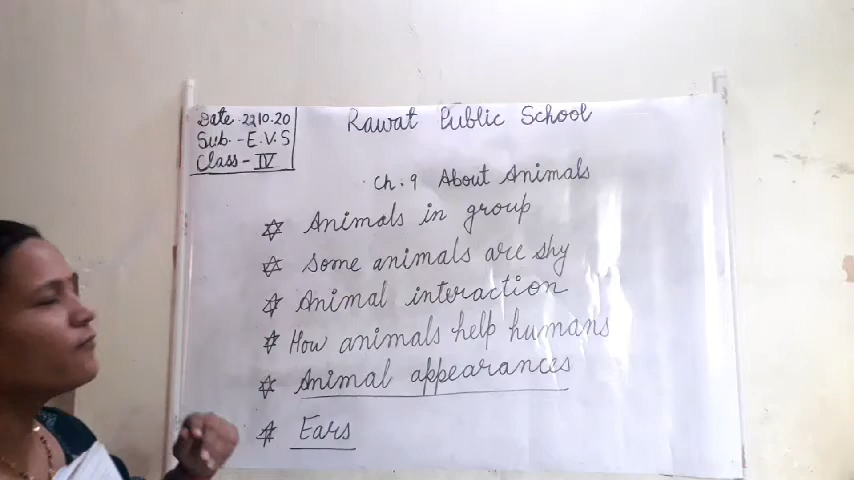 Date. 22.10.20
Sub. - E.V.S
Class - IV
Rawat Public School
Ch. 9 About Animals
Animals in group
Some animals are shy
Animal interaction
How animals help humans
Animal appearances
Ears